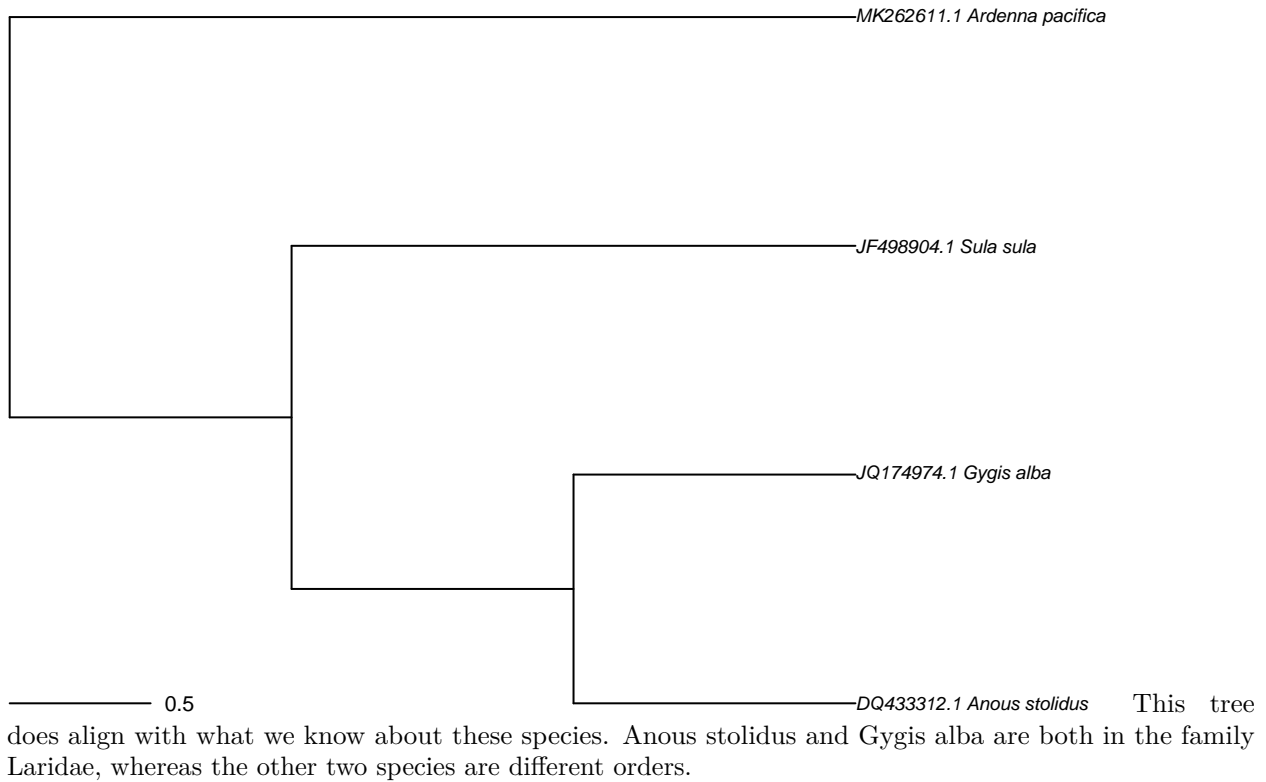 MK262611.1 Ardenna pacifica
JF498904.1 Sula sula
JQ174974.1 Gygis alba
0.5
DQ433312.1 Anous stolidus
This tree
does align with what we know about these species. Anous stolidus and Gygis alba are both in the family
Laridae, whereas the other two species are different orders.